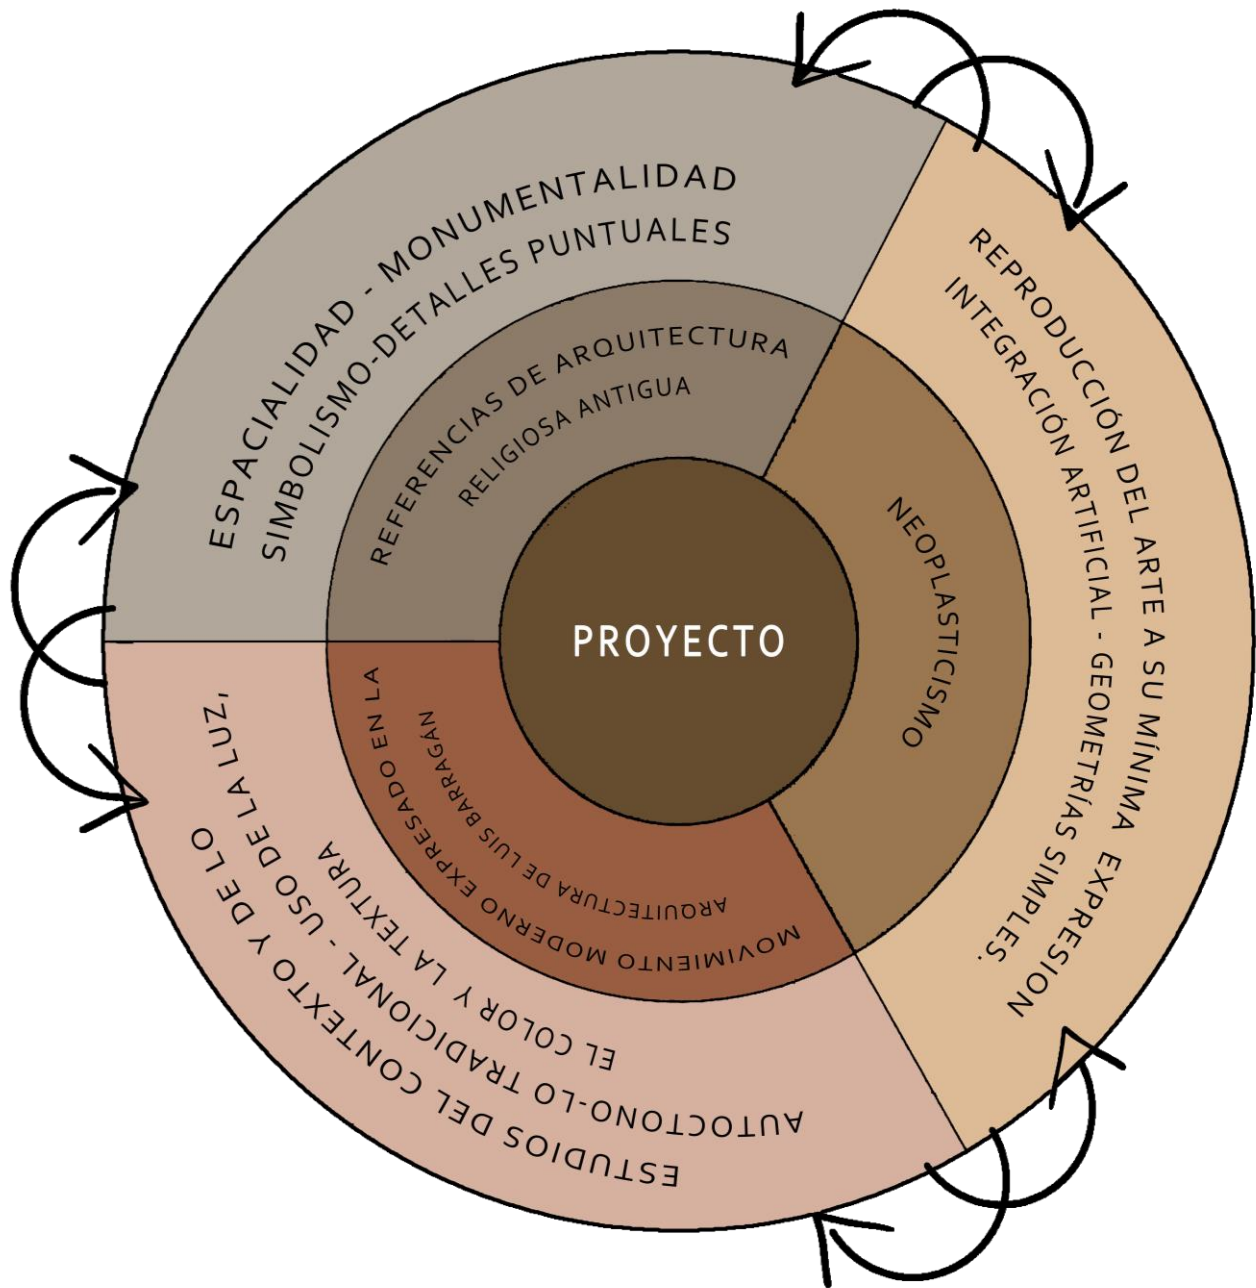 ESPACIALIDAD - MONUMENTALIDAD
SIMBOLISMO-DETALLES PUNTUALES
REFERENCIAS DE ARQUITECTURA
RELIGIOSA ANTIGUA
REPRODUCCIÓN DEL ARTE A SU MÍNIMA EXPRESION
INTEGRACIÓN ARTIFICIAL - GEOMETRÍAS SIMPLES.
NEOPLASTICISMO
PROYECTO
MOVIMIENTO MODERNO EXPRESADO EN LA
ARQUITECTURA DE LUIS BARRAGÁN
ESTUDIOS DEL CONTEXTO Y DE LO
AUTOCTONO-LO TRADICIONAL - USO DE LA LUZ,
EL COLOR Y LA TEXTURA